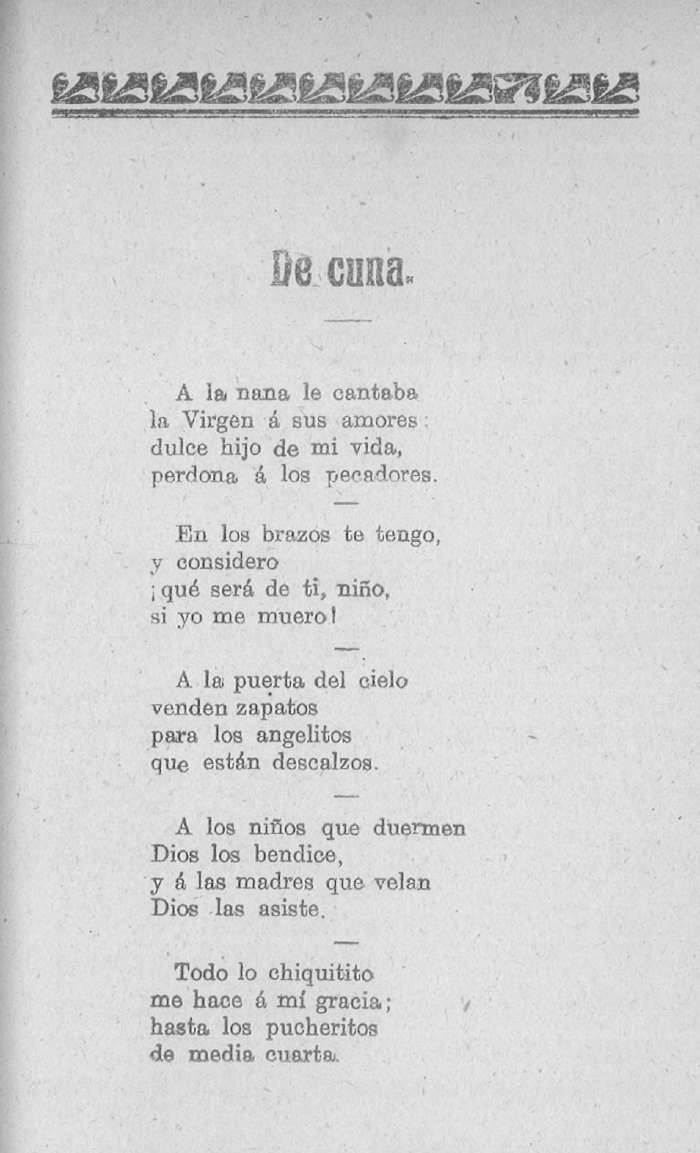 De cuna.
A la nana le cantaba
la Virgen á sus amores:
dulce hijo de mi vida,
perdona á los pecadores.
En los brazos te tengo,
y considero
¡qué será de ti, niño,
si yo me muero!
A la puerta del cielo
venden zapatos
para los angelitos
que están descalzos.
A los niños que duermen
Dios los bendice,
y á las madres que velan
Dios las asiste.
Todo lo chiquitito
me hace á mí gracia;
hasta los pucheritos
de media cuarta.